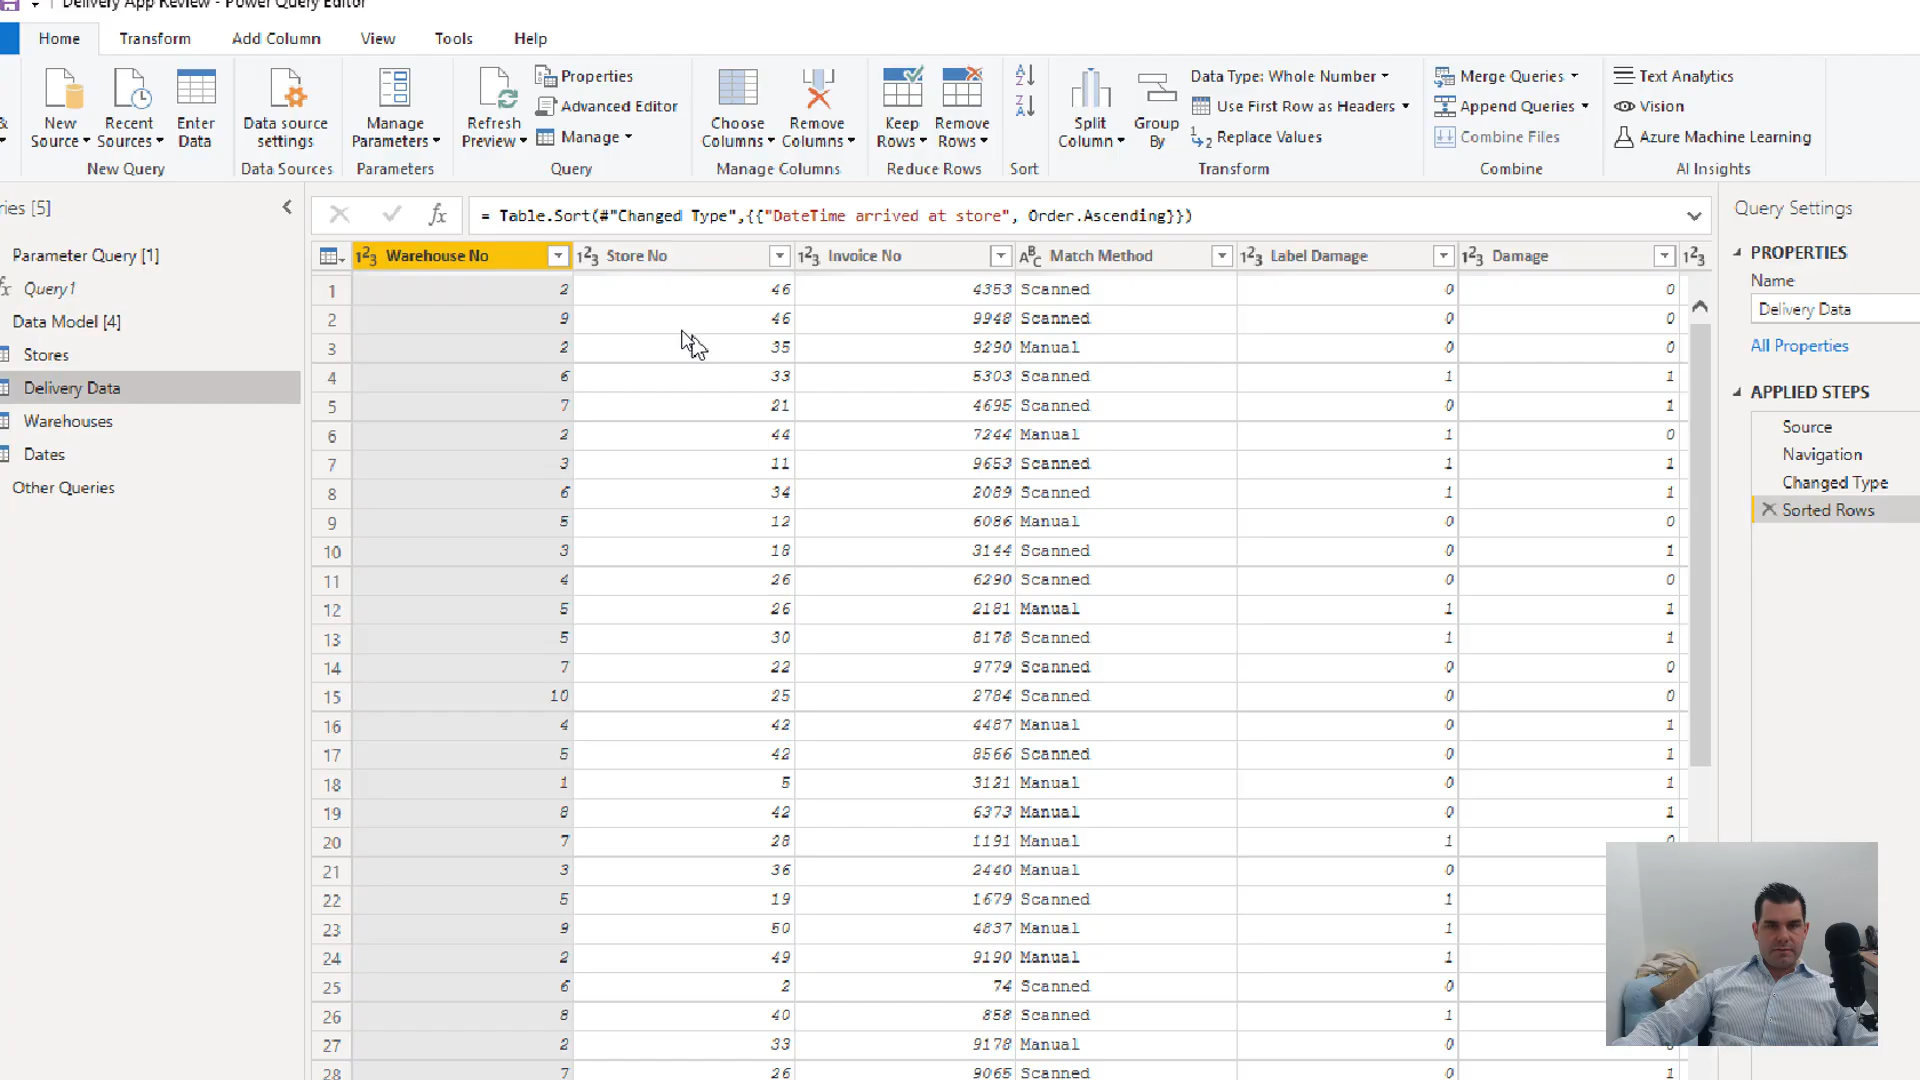 Delivery App Review - Power Query Editor
Home Transform Add Column View Tools Help
New Source Recent Sources Enter Data
New Query
Data source settings
Data Sources
Manage Parameters
Parameters
Refresh Preview
Properties
Advanced Editor
Manage
Query
Choose Columns Remove Columns
Manage Columns
Keep Rows Remove Rows
Reduce Rows
Sort
Split Column Group By
Data Type: Whole Number
Use First Row as Headers
Replace Values
Transform
Merge Queries
Append Queries
Combine Files
Combine
Text Analytics
Vision
Azure Machine Learning
AI Insights
ries [5]
Parameter Query [1]
Query1
Data Model [4]
Stores
Delivery Data
Warehouses
Dates
Other Queries
= Table.Sort(#"Changed Type",{{"DateTime arrived at store", Order.Ascending}})
Warehouse No Store No Invoice No Match Method Label Damage Damage
1 2 46 4353 Scanned 0 0
2 9 46 9948 Scanned 0 0
3 2 35 9290 Manual 0 0
4 6 33 5303 Scanned 1 1
5 7 21 4695 Scanned 0 1
6 2 44 7244 Manual 1 0
7 3 11 9653 Scanned 1 1
8 6 34 2089 Scanned 1 1
9 5 12 6086 Manual 0 0
10 3 18 3144 Scanned 0 1
11 4 26 6290 Scanned 0 0
12 5 26 2181 Manual 1 1
13 5 30 8178 Scanned 1 1
14 7 22 9779 Scanned 0 0
15 10 25 2784 Scanned 0 0
16 4 42 4487 Manual 0 1
17 5 42 8566 Scanned 0 1
18 1 5 3121 Manual 0 1
19 8 42 6373 Manual 0 1
20 7 28 1191 Manual 1 0
21 3 36 2440 Manual 0
22 5 19 1679 Scanned 1
23 9 50 4837 Manual 1
24 2 49 9190 Manual 1
25 6 2 74 Scanned 0
26 8 40 858 Scanned 1
27 2 33 9178 Manual 0
28 7 26 9065 Scanned 0 1
Query Settings
PROPERTIES
Name
Delivery Data
All Properties
APPLIED STEPS
Source
Navigation
Changed Type
Sorted Rows